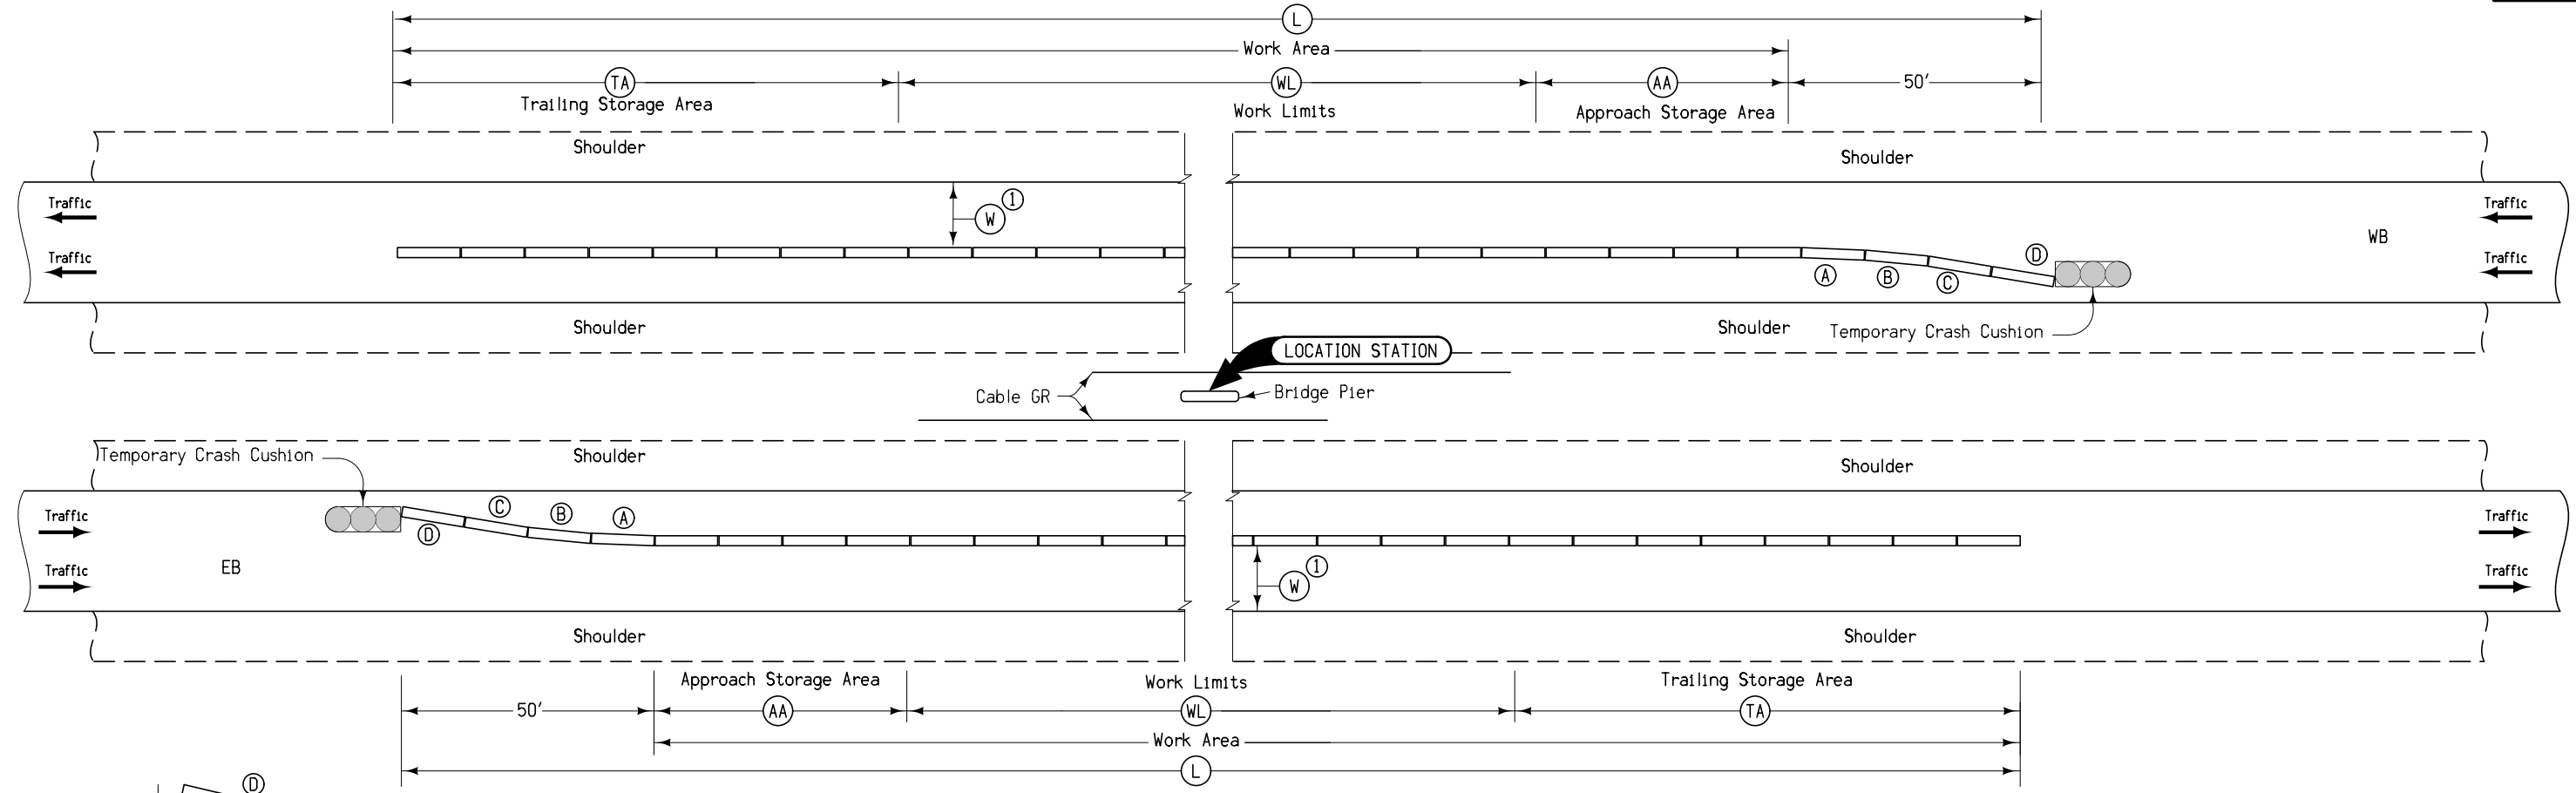 L
Work Area
TA
WL
AA
50'
Trailing Storage Area
Work Limits
Approach Storage Area
Shoulder
Shoulder
Traffic
1
W
Traffic
WB
Traffic
Traffic
D
A
B
C
Shoulder
Shoulder
Temporary Crash Cushion
LOCATION STATION
Cable GR
Bridge Pier
Temporary Crash Cushion
Shoulder
Shoulder
C
B
A
D
Traffic
Traffic
EB
1
W
Traffic
Traffic
Shoulder
Shoulder
Approach Storage Area
Work Limits
Trailing Storage Area
50'
AA
WL
TA
Work Area
L
D